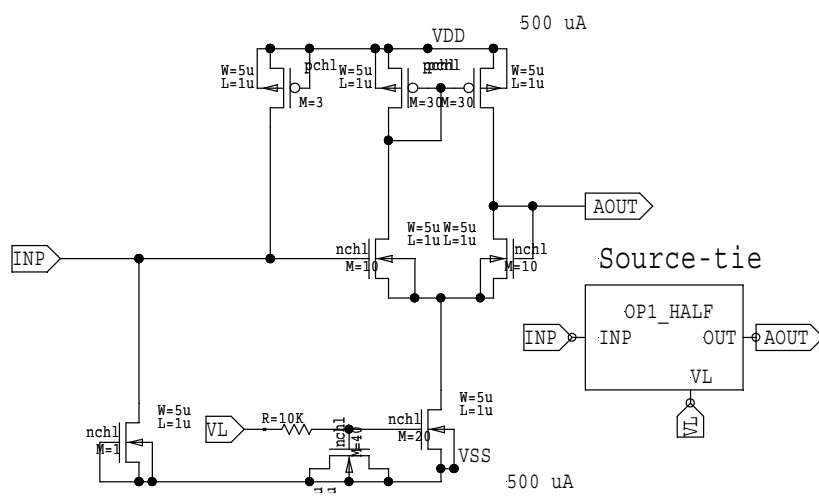 500 uA
VDD
pchl
pchl
pchl
W=5u
L=1u
M=3
W=5u
L=1u
M=30
M=30
W=5u
L=1u
AOUT
W=5u
L=1u
W=5u
L=1u
nchl
M=10
nchl
M=10
INP
Source-tie
OP1_HALF
INP
INP
OUT
AOUT
VL
VL
W=5u
L=1u
nchl
M=1
VL
R=10K
nchl
M=40
nchl
M=20
W=5u
L=1u
VSS
500 uA